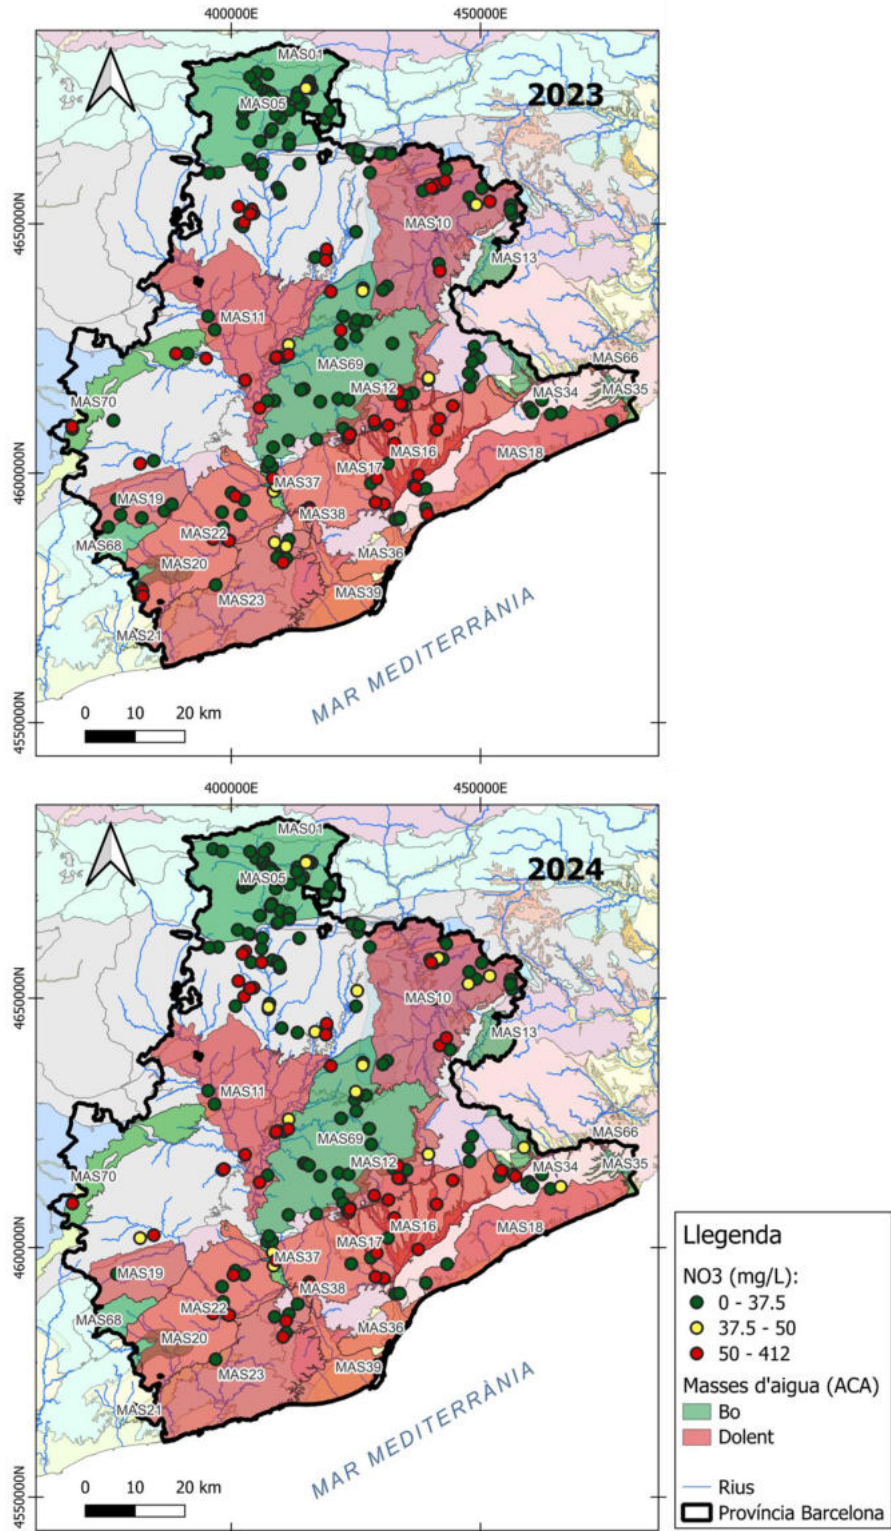 400000E 450000E
MAS01
2023
MAS05
4650000N
MAS10
MAS13
MAS11
MAS69
MAS66
MAS70
MAS12
MAS34
MAS35
MAS16
MAS17
MAS18
4600000N
MAS37
MAS19
MAS38
MAS22
MAS68
MAS36
MAS20
MAS39
MAS23
MAS21
MAR MEDITERRÀNIA
0 10 20 km
4550000N
400000E 450000E
MAS01
2024
MAS05
4650000N
MAS10
MAS13
MAS11
MAS69
MAS66
MAS70
MAS12
MAS34
MAS35
MAS16
MAS17
MAS18
4600000N
MAS37
MAS19
MAS38
MAS22
MAS68
MAS36
MAS20
MAS39
MAS23
MAS21
MAR MEDITERRÀNIA
0 10 20 km
4550000N
Llegenda
NO3 (mg/L):
0 - 37.5
37.5 - 50
50 - 412
Masses d'aigua (ACA)
Bo
Dolent
Rius
Província Barcelona